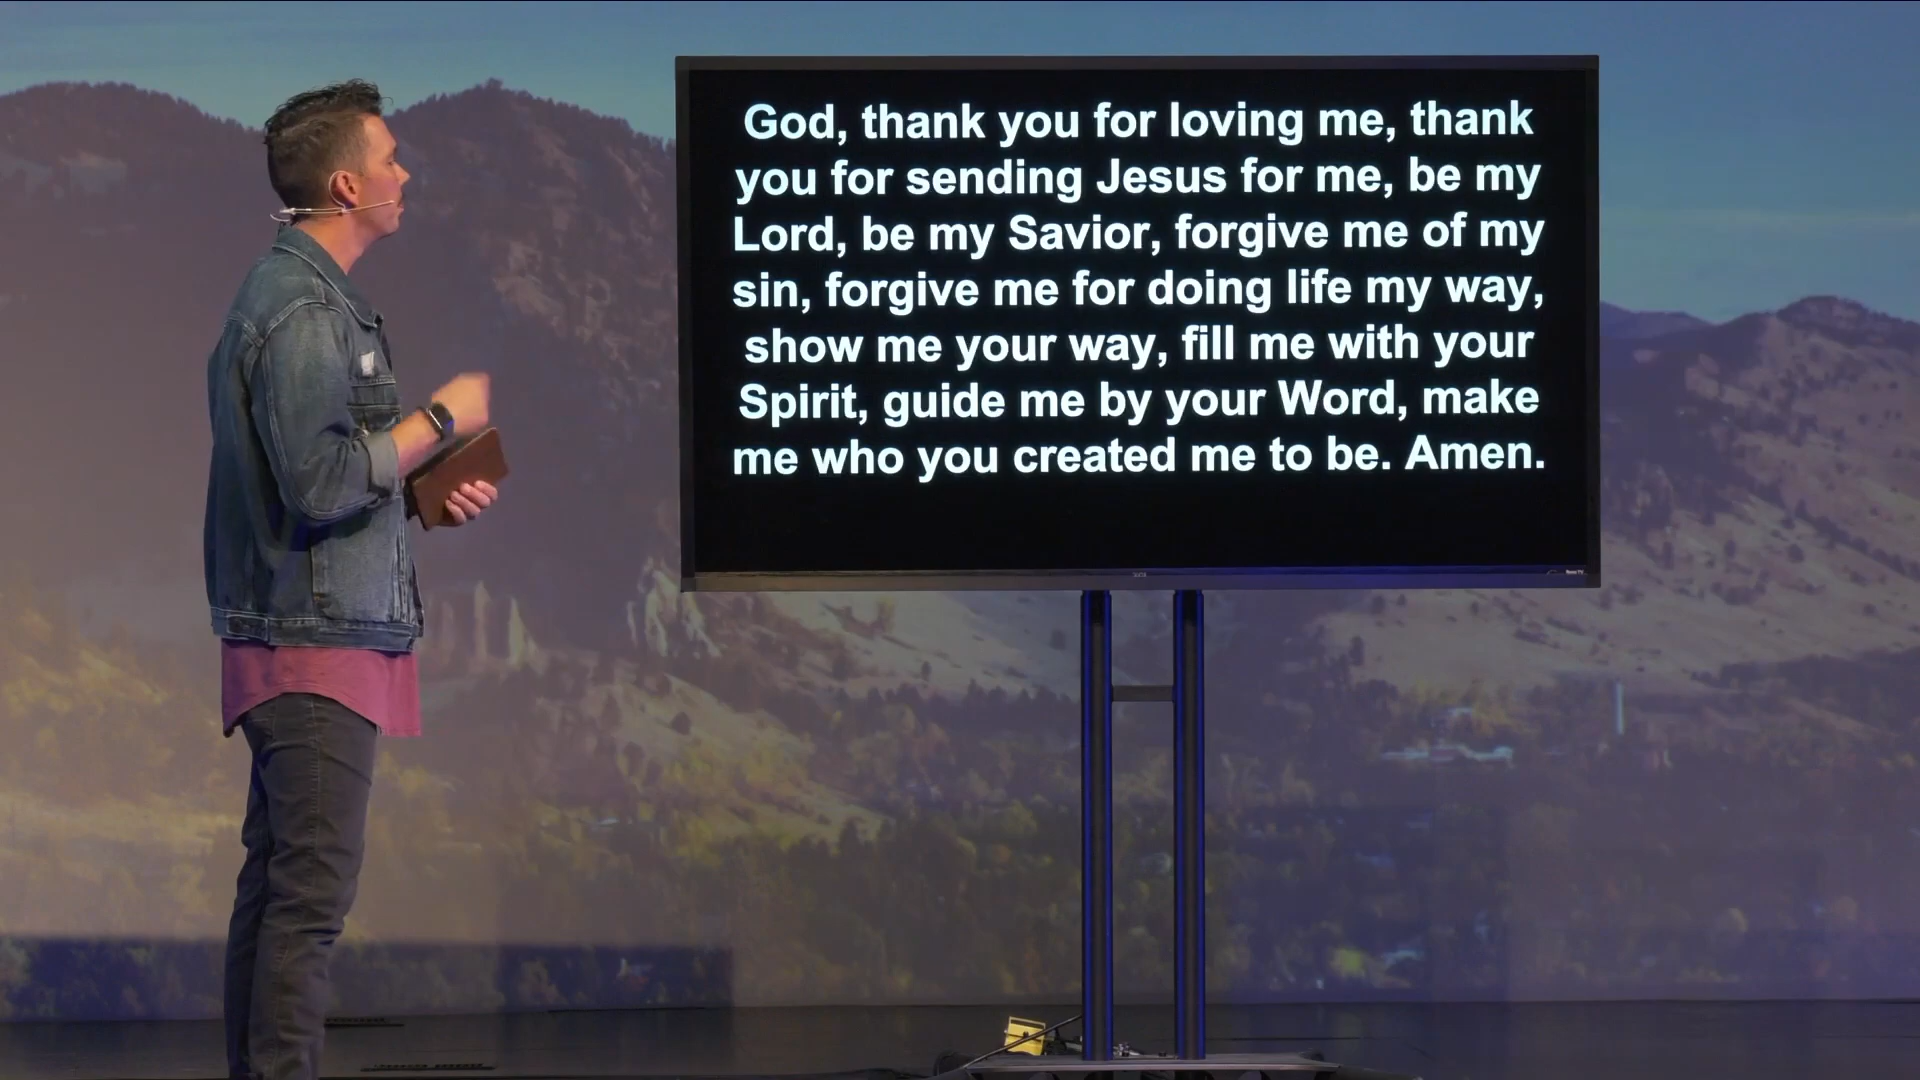 God, thank you for loving me, thank
you for sending Jesus for me, be my
Lord, be my Savior, forgive me of my
sin, forgive me for doing life my way,
show me your way, fill me with your
Spirit, guide me by your Word, make
me who you created me to be. Amen.